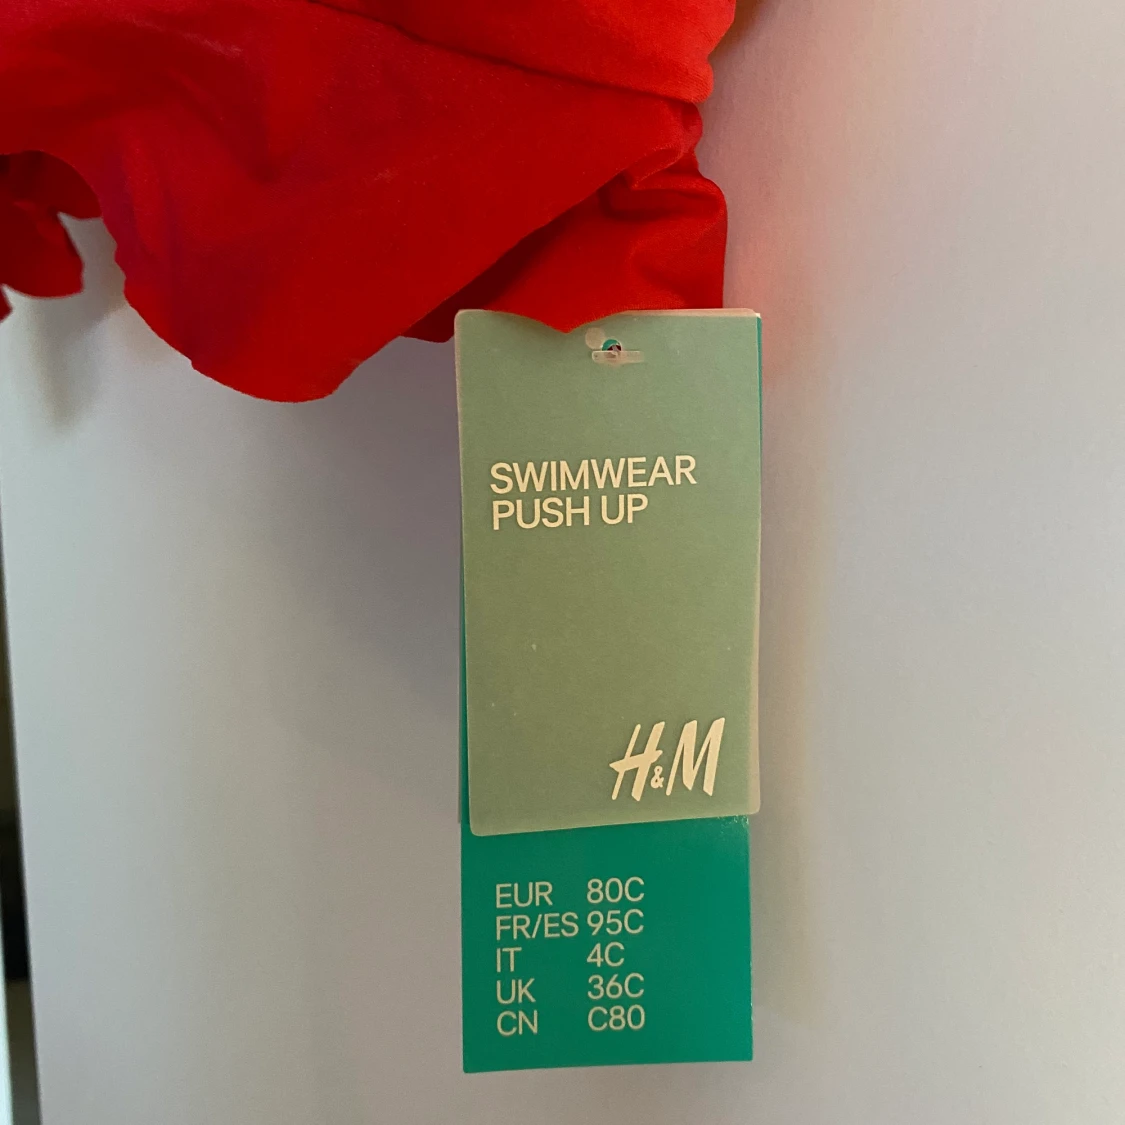 SWIMWEAR
PUSH UP
H&M
EUR 80C
FR/ES 95C
IT 4C
UK 36C
CN C80